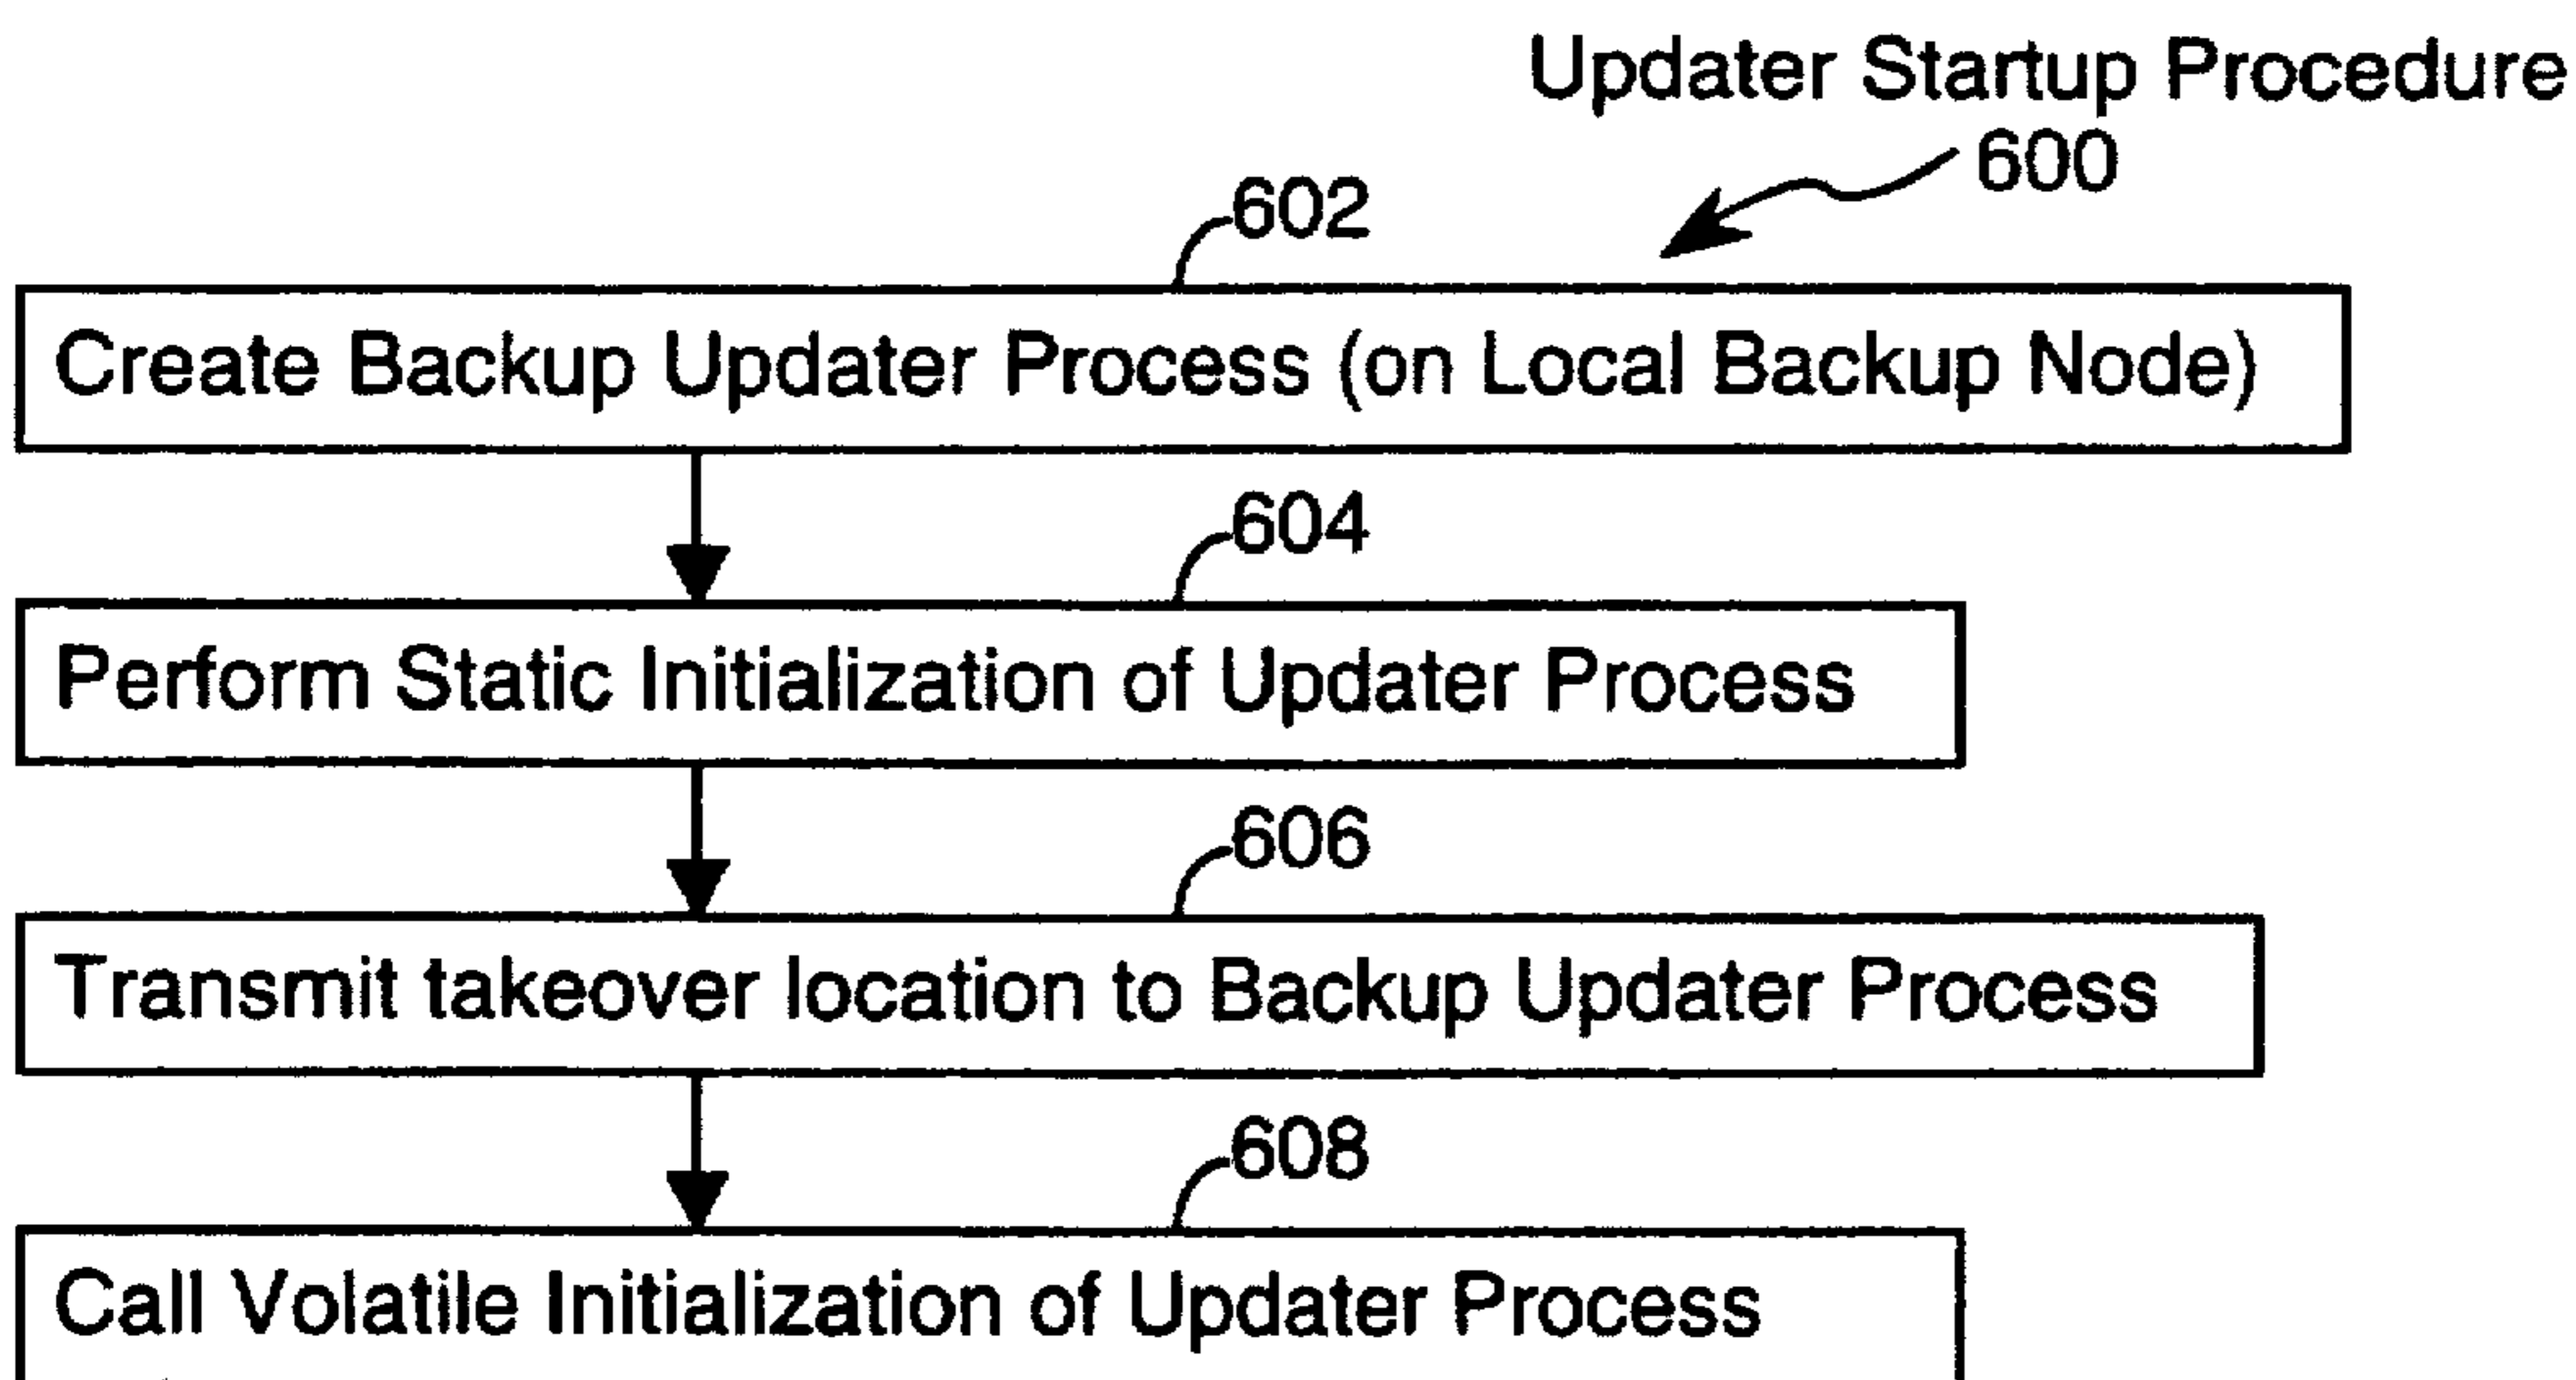 Updater Startup Procedure
600
602
Create Backup Updater Process (on Local Backup Node)
604
Perform Static Initialization of Updater Process
606
Transmit takeover location to Backup Updater Process
608
Call Volatile Initialization of Updater Process